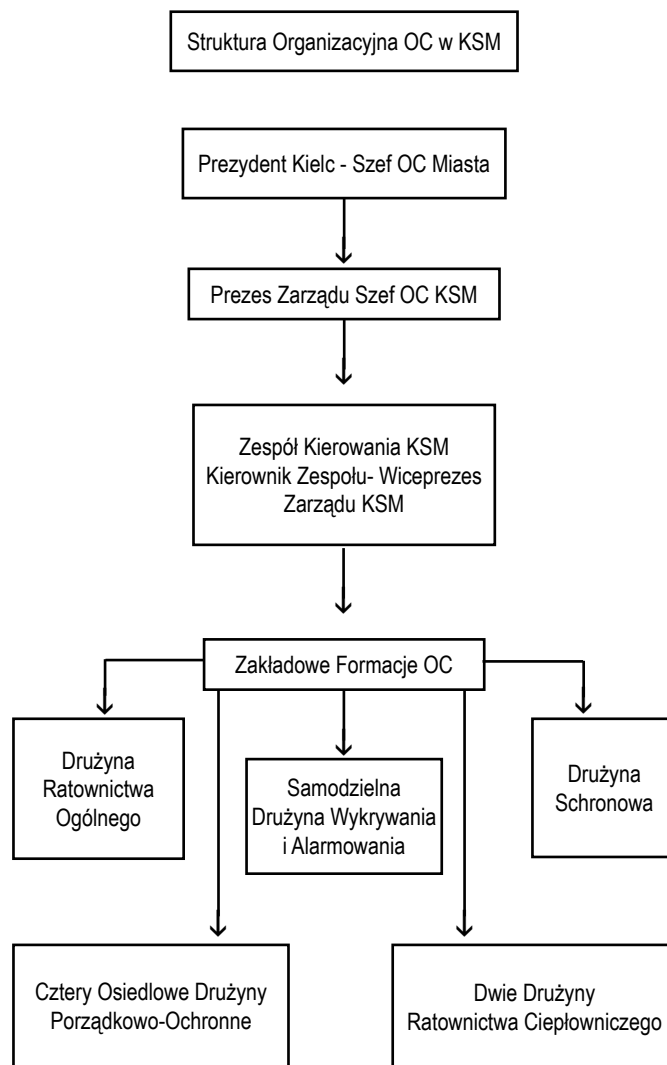 Struktura Organizacyjna OC w KSM
Prezydent Kielc - Szef OC Miasta
Prezes Zarządu Szef OC KSM
Zespół Kierowania KSM
Kierownik Zespołu- Wiceprezes
Zarządu KSM
Zakładowe Formacje OC
Drużyna
Ratownictwa
Ogólnego
Samodzielna
Drużyna Wykrywania
i Alarmowania
Drużyna
Schronowa
Cztery Osiedlowe Drużyny
Porządkowo-Ochronne
Dwie Drużyny
Ratownictwa Ciepłowniczego